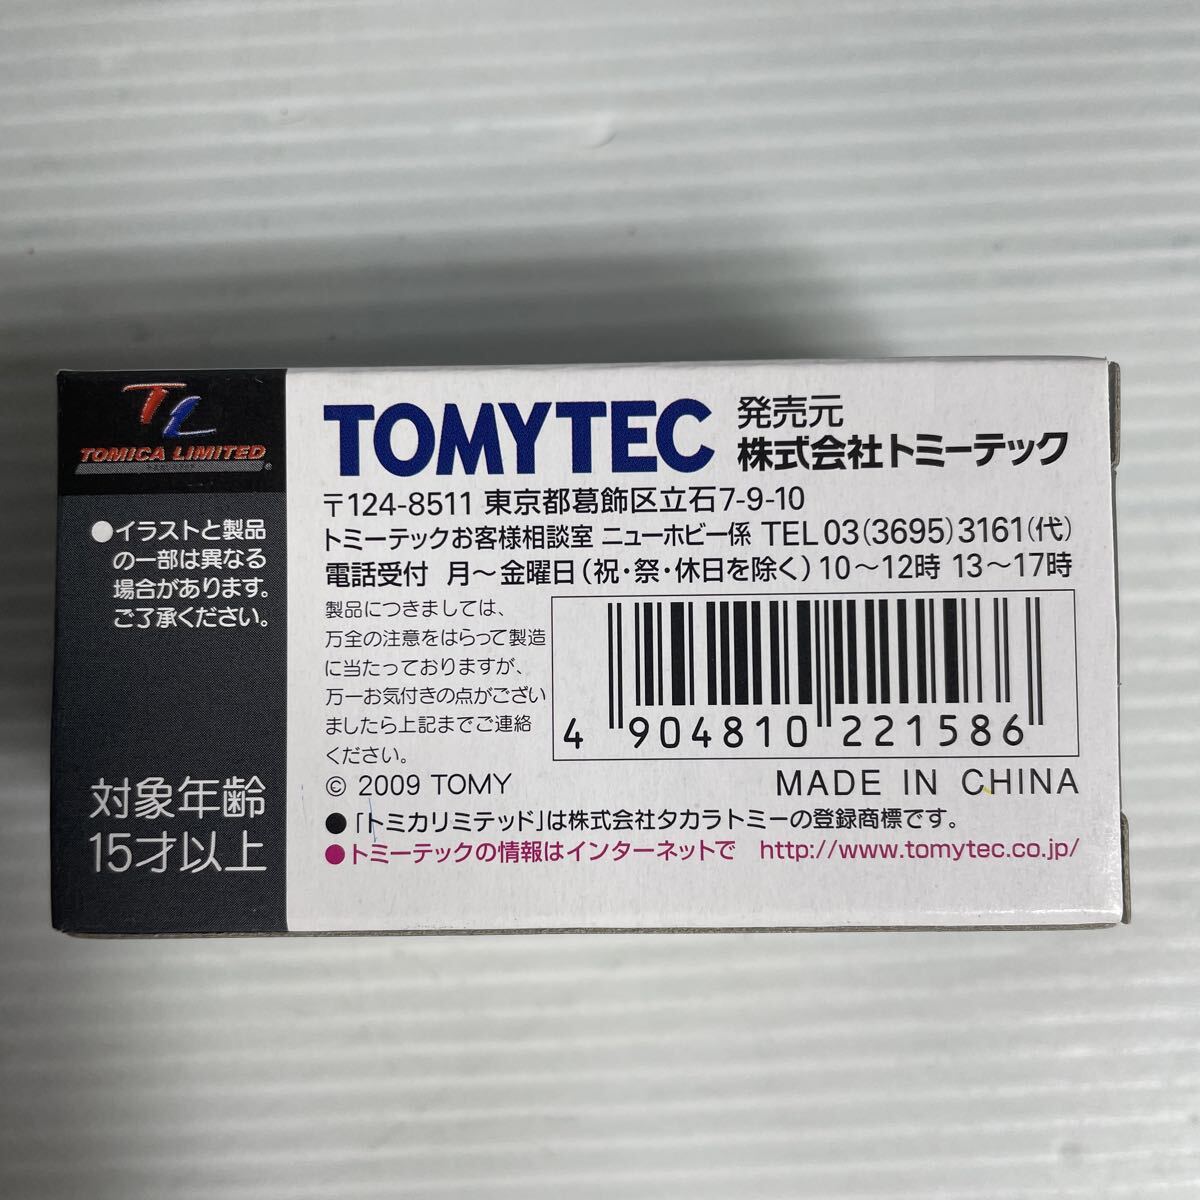 TL
TOMICA LIMITED
●イラストと製品
の一部は異なる
場合があります。
ご了承ください。
対象年齢
15才以上
TOMYTEC 発売元
株式会社トミーテック
〒124-8511 東京都葛飾区立石7-9-10
トミーテックお客様相談室 ニューホビー係 TEL 03(3695)3161(代)
電話受付 月～金曜日(祝・祭・休日を除く) 10～12時 13～17時
製品につきましては、
万全の注意をはらって製造
に当たっておりますが、
万一お気付きの点がござい
ましたら上記までご連絡
ください。
4 904810 221586
© 2009 TOMY MADE IN CHINA
●「トミカリミテッド」は株式会社タカラトミーの登録商標です。
●トミーテックの情報はインターネットで http://www.tomytec.co.jp/